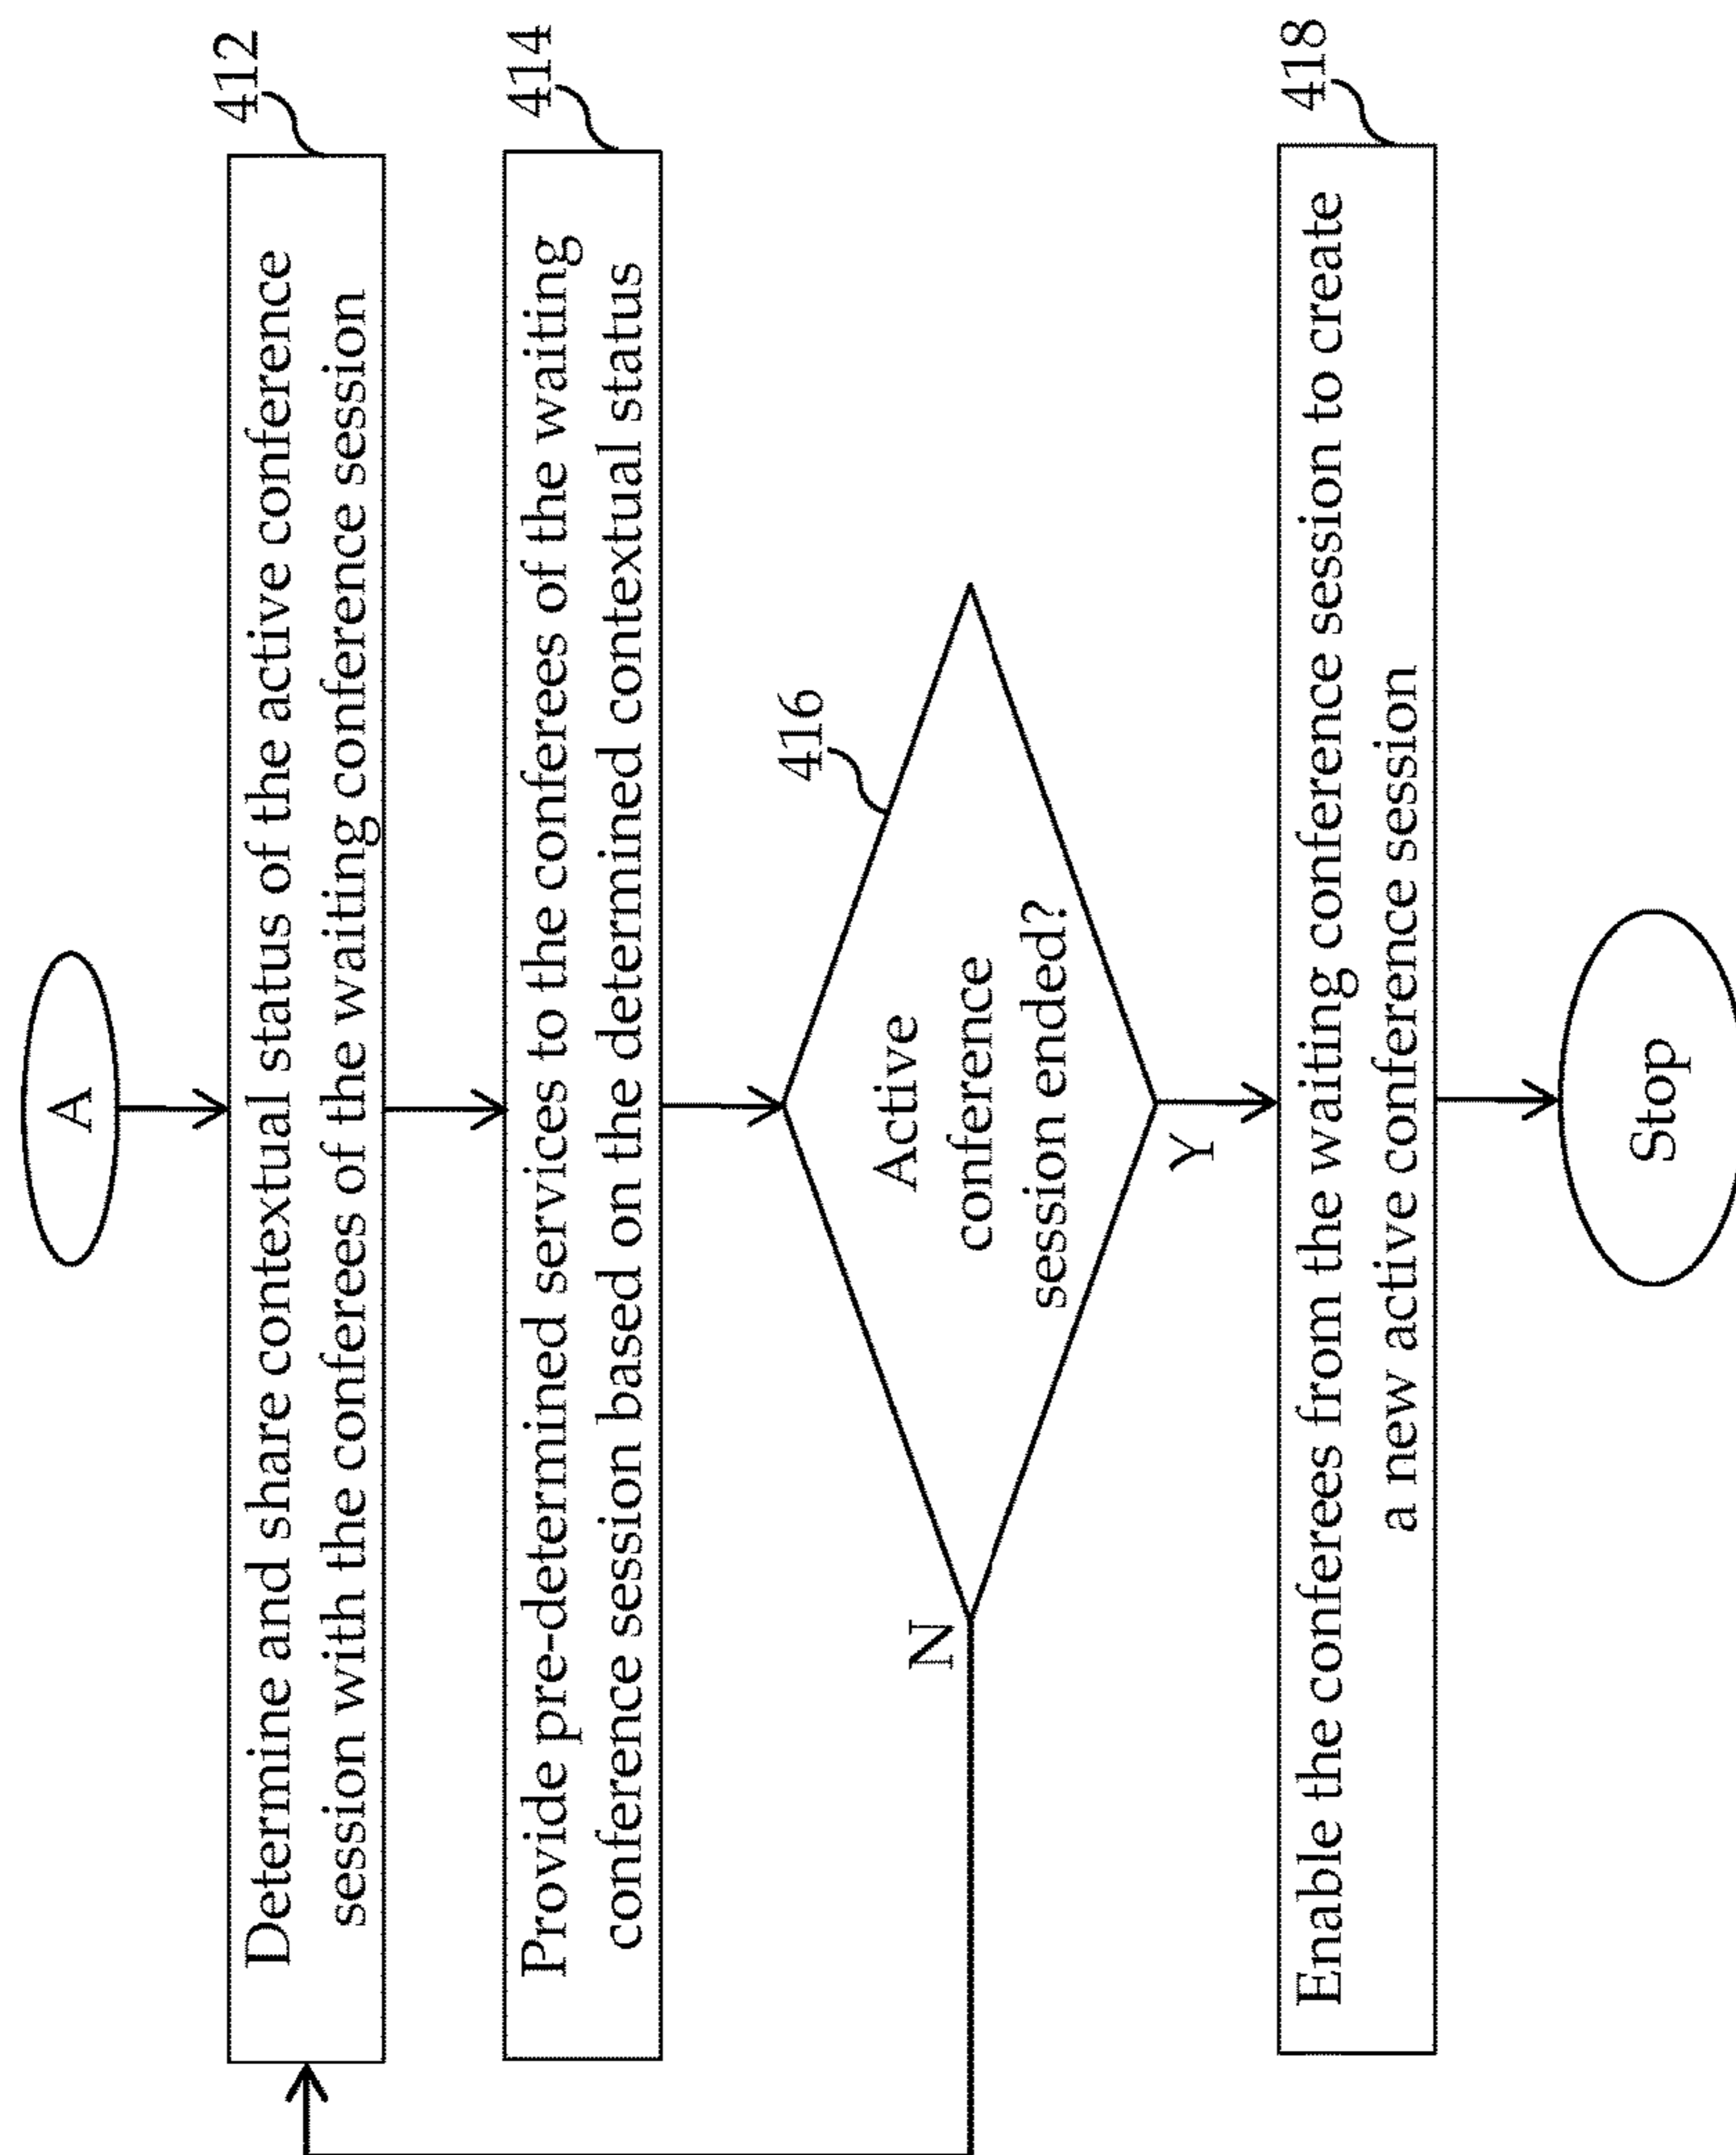 A
412
Determine and share contextual status of the active conference
session with the conferees of the waiting conference session
414
Provide pre-determined services to the conferees of the waiting
conference session based on the determined contextual status
416
Active
conference
session ended?
N
Y
418
Enable the conferees from the waiting conference session to create
a new active conference session
Stop